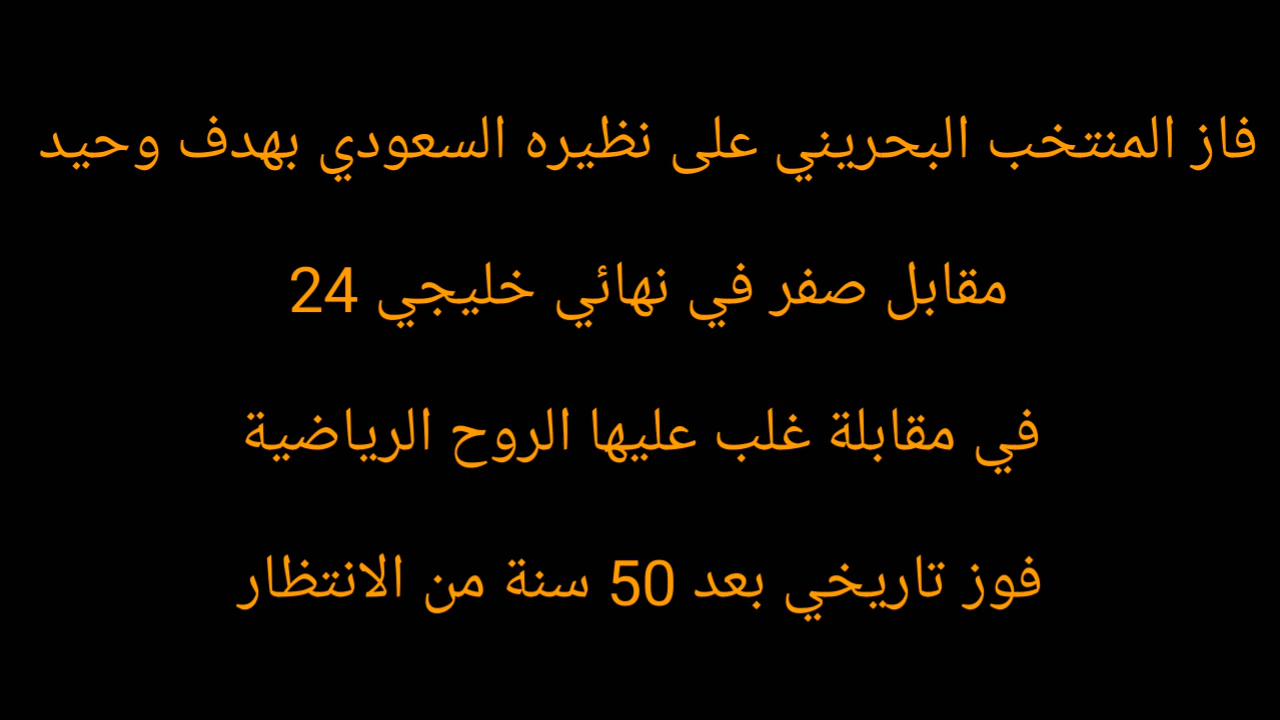 فاز المنتخب البحريني على نظيره السعودي بهدف وحيد
مقابل صفر في نهائي خليجي 24
في مقابلة غلب عليها الروح الرياضية
فوز تاريخي بعد 50 سنة من الانتظار